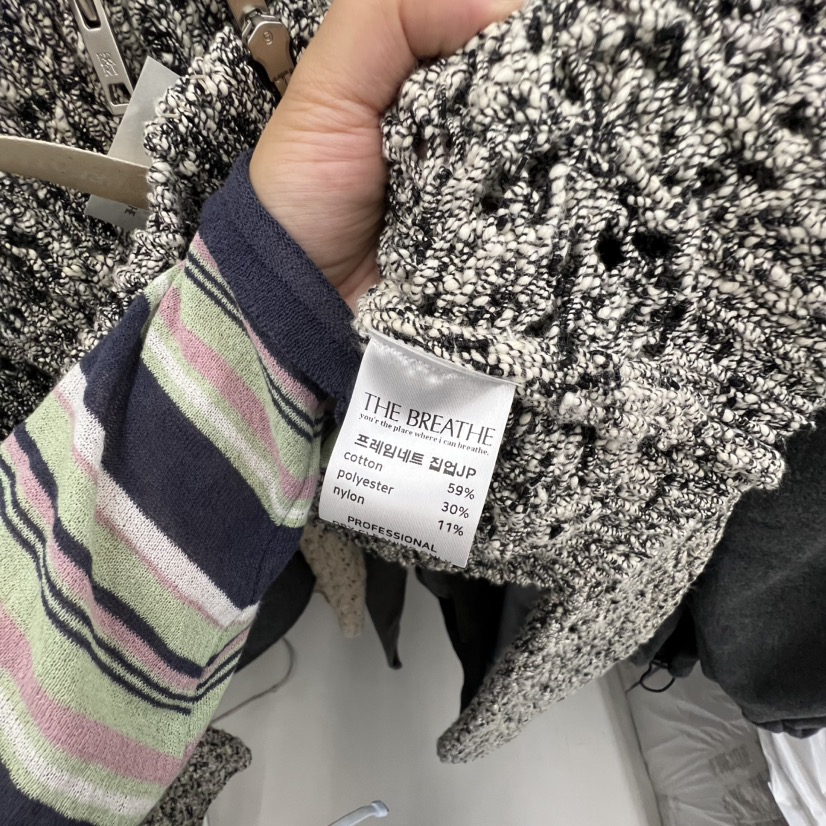 THE BREATHE
you'r the place where i can breathe.
프레임네트 집업JP
cotton 59%
polyester 30%
nylon 11%
PROFESSIONAL